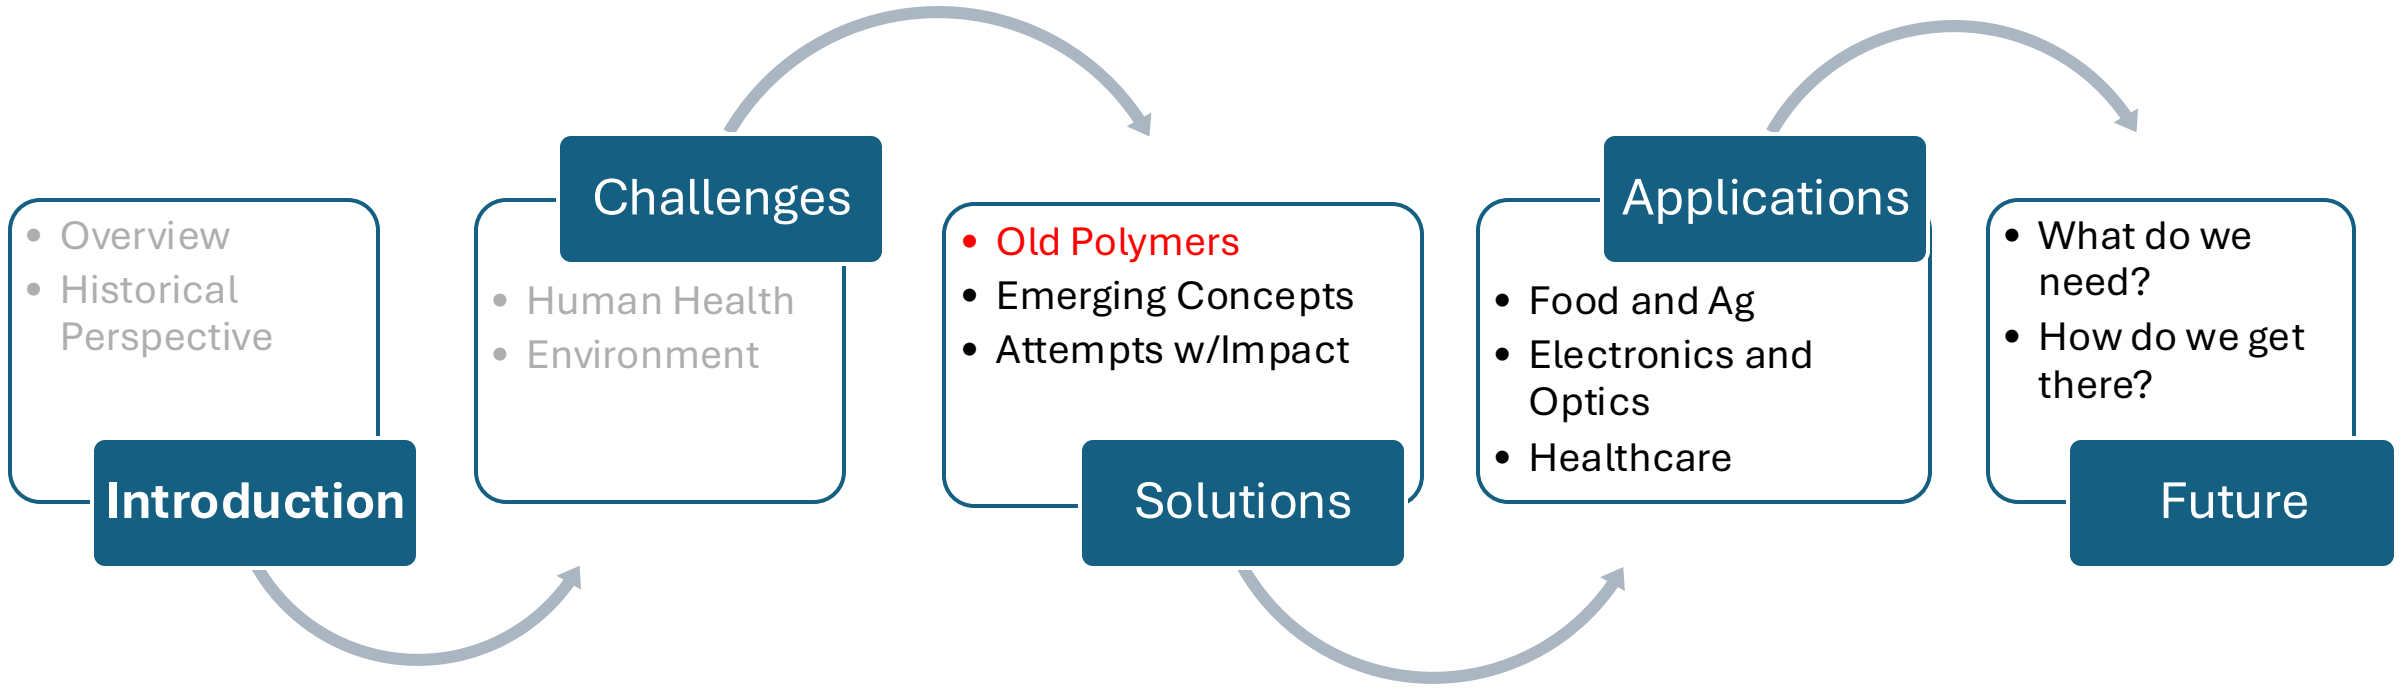 • Overview
• Historical
Perspective
Introduction
Challenges
• Human Health
• Environment
• Old Polymers
• Emerging Concepts
• Attempts w/Impact
Solutions
Applications
• Food and Ag
• Electronics and
Optics
• Healthcare
• What do we
need?
• How do we get
there?
Future